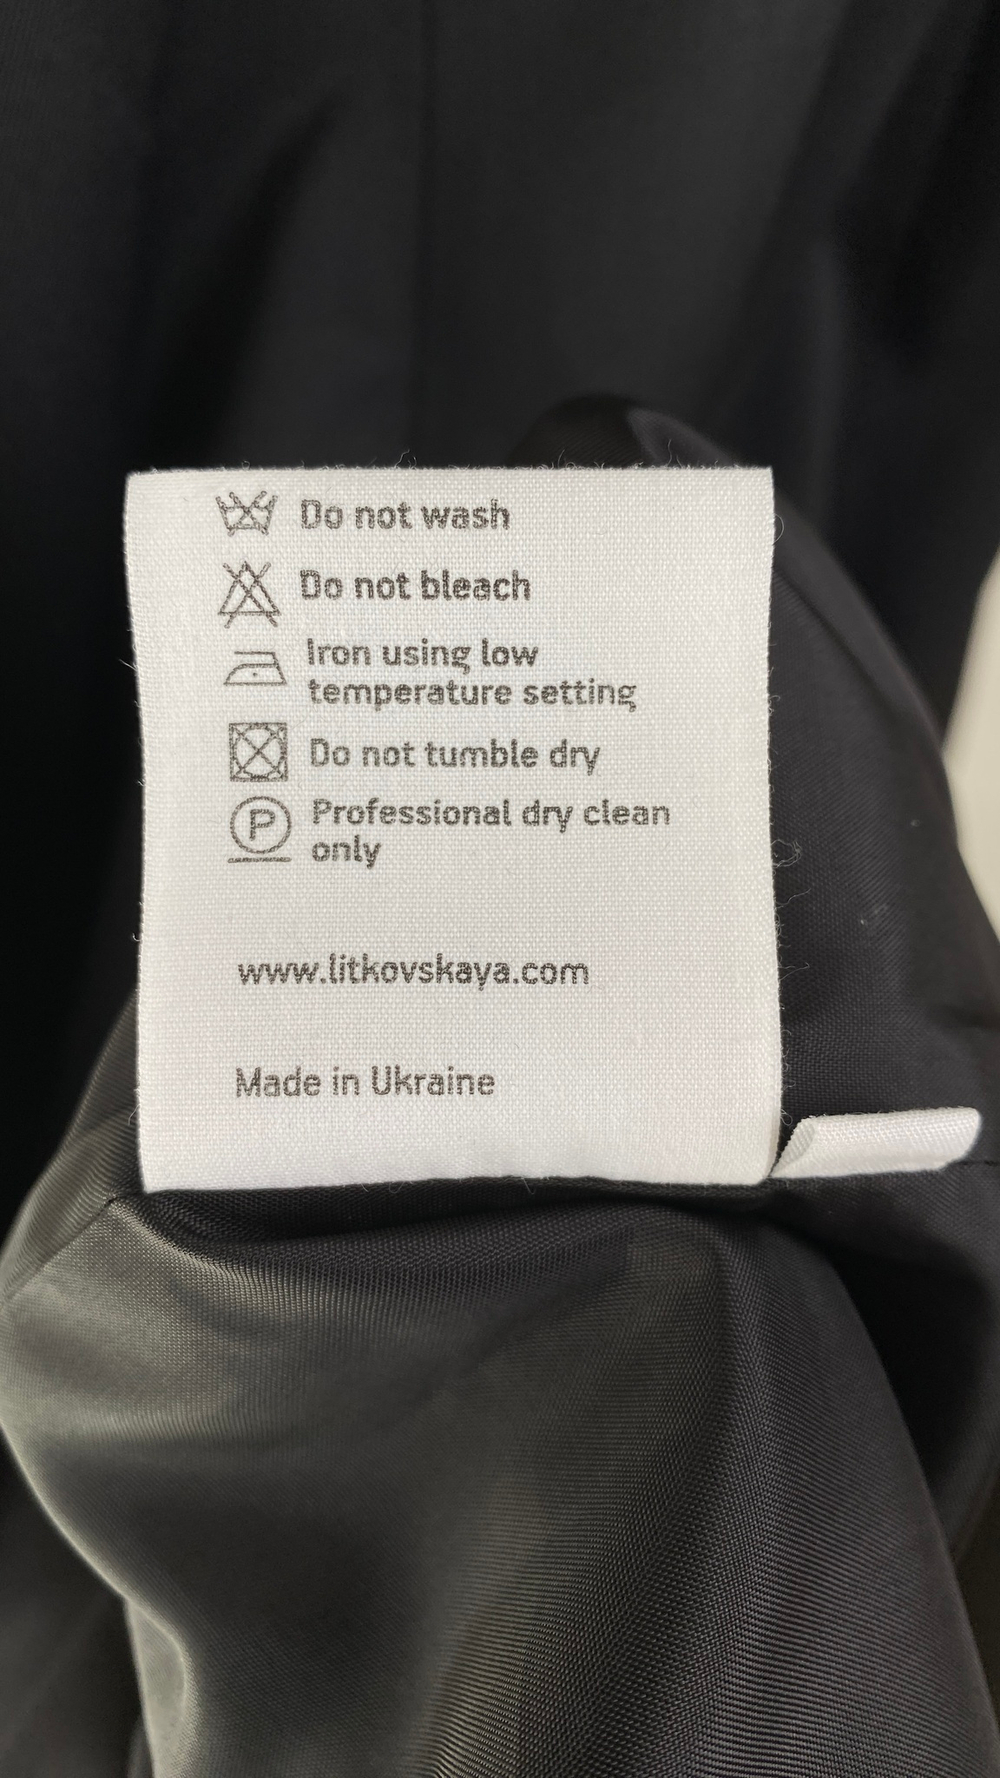 Do not wash
Do not bleach
Iron using low
temperature setting
Do not tumble dry
P
Professional dry clean
only
www.litkovskaya.com
Made in Ukraine